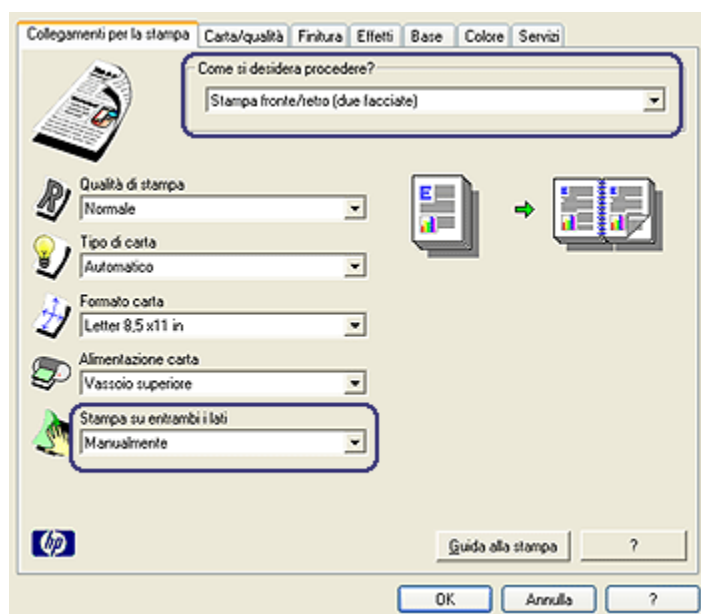 Collegamenti per la stampa Carta/qualità Finitura Effetti Base Colore Servizi
Come si desidera procedere?
Stampa fronte/retro (due facciate)
Qualità di stampa
Normale
Tipo di carta
Automatico
Formato carta
Letter 8,5 x11 in
Alimentazione carta
Vassoio superiore
Stampa su entrambi i lati
Manualmente
hp
Guida alla stampa ?
OK Annulla ?